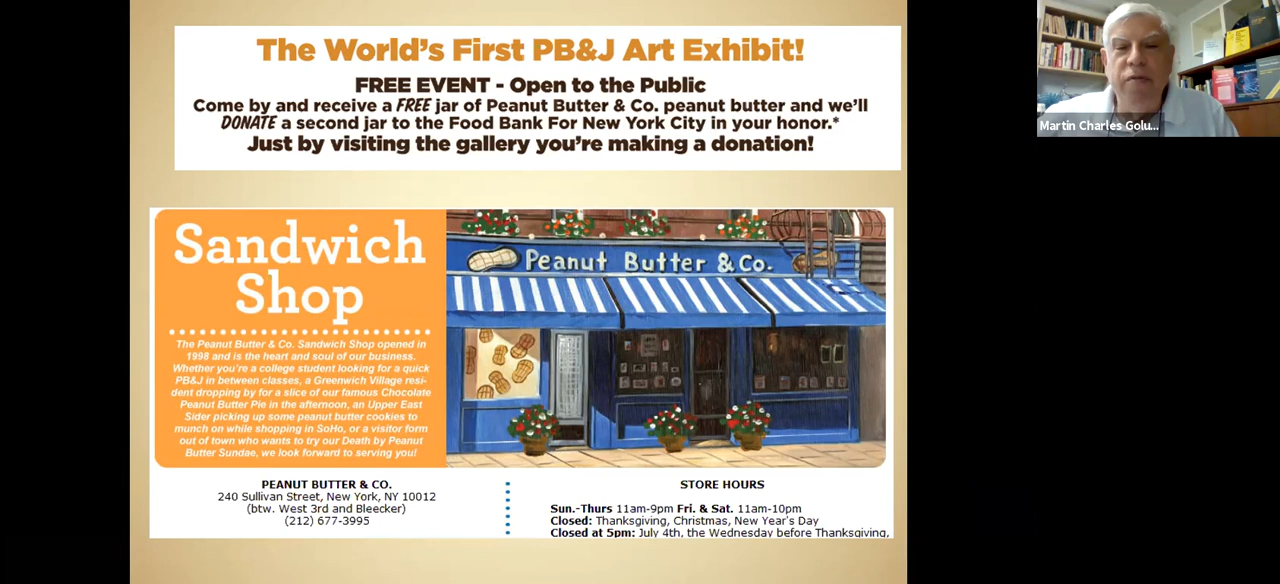 The World's First PB&J Art Exhibit!
FREE EVENT - Open to the Public
Come by and receive a FREE jar of Peanut Butter & Co. peanut butter and we'll
DONATE a second jar to the Food Bank For New York City in your honor.*
Just by visiting the gallery you're making a donation!
Martin Charles Golu...
Sandwich
Shop
The Peanut Butter & Co. Sandwich Shop opened in
1998 and is the heart and soul of our business.
Whether you're a college student looking for a quick
PB&J in between classes, a Greenwich Village resi-
dent dropping by for a slice of our famous Chocolate
Peanut Butter Pie in the afternoon, an Upper East
Sider picking up some peanut butter cookies to
munch on while shopping in SoHo, or a visitor form
out of town who wants to try our Death by Peanut
Butter Sundae, we look forward to serving you!
Peanut Butter & Co.
PEANUT BUTTER & CO.
240 Sullivan Street, New York, NY 10012
(btw. West 3rd and Bleecker)
(212) 677-3995
STORE HOURS
Sun.-Thurs 11am-9pm Fri. & Sat. 11am-10pm
Closed: Thanksgiving, Christmas, New Year's Day
Closed at 5pm: July 4th, the Wednesday before Thanksgiving,